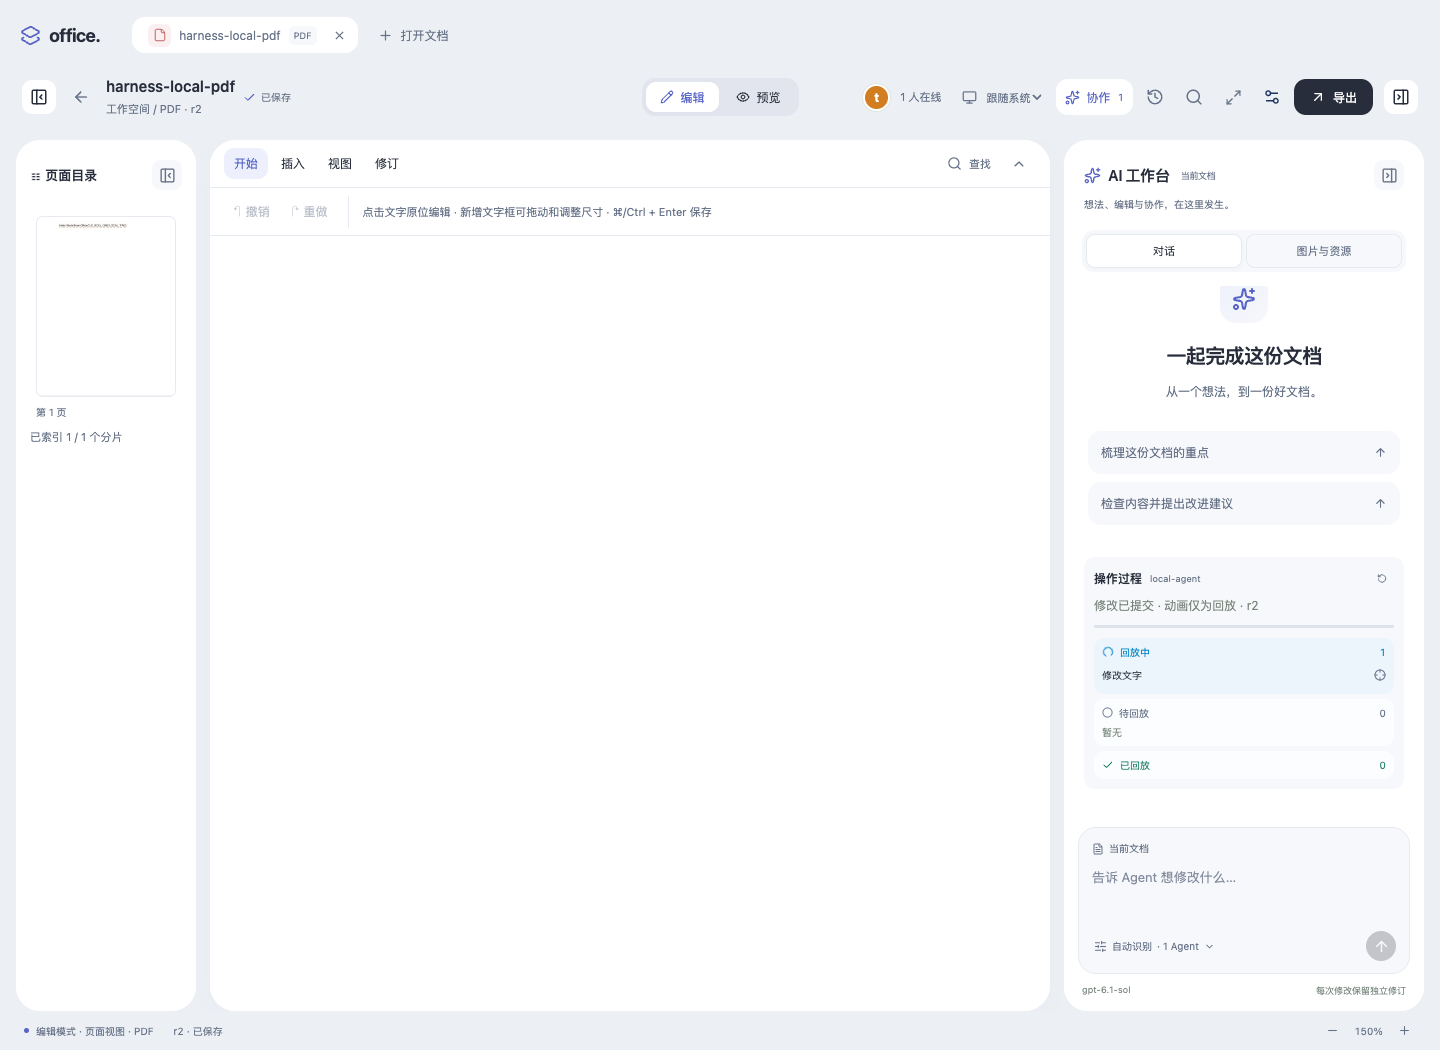 office.
harness-local-pdf PDF
打开文档
harness-local-pdf
已保存
工作空间 / PDF · r2
编辑
预览
t
1 人在线
跟随系统
协作 1
导出
页面目录
第 1 页
已索引 1 / 1 个分片
开始 插入 视图 修订
查找
撤销 重做
点击文字原位编辑 · 新增文字框可拖动和调整尺寸 · ⌘/Ctrl + Enter 保存
AI 工作台 当前文档
想法、编辑与协作，在这里发生。
对话 图片与资源
一起完成这份文档
从一个想法，到一份好文档。
梳理这份文档的重点
检查内容并提出改进建议
操作过程 local-agent
修改已提交 · 动画仅为回放 · r2
回放中 1
修改文字
待回放 0
暂无
已回放 0
当前文档
告诉 Agent 想修改什么...
自动识别 · 1 Agent
gpt-6.1-sol 每次修改保留独立修订
编辑模式 · 页面视图 · PDF r2 · 已保存
150%